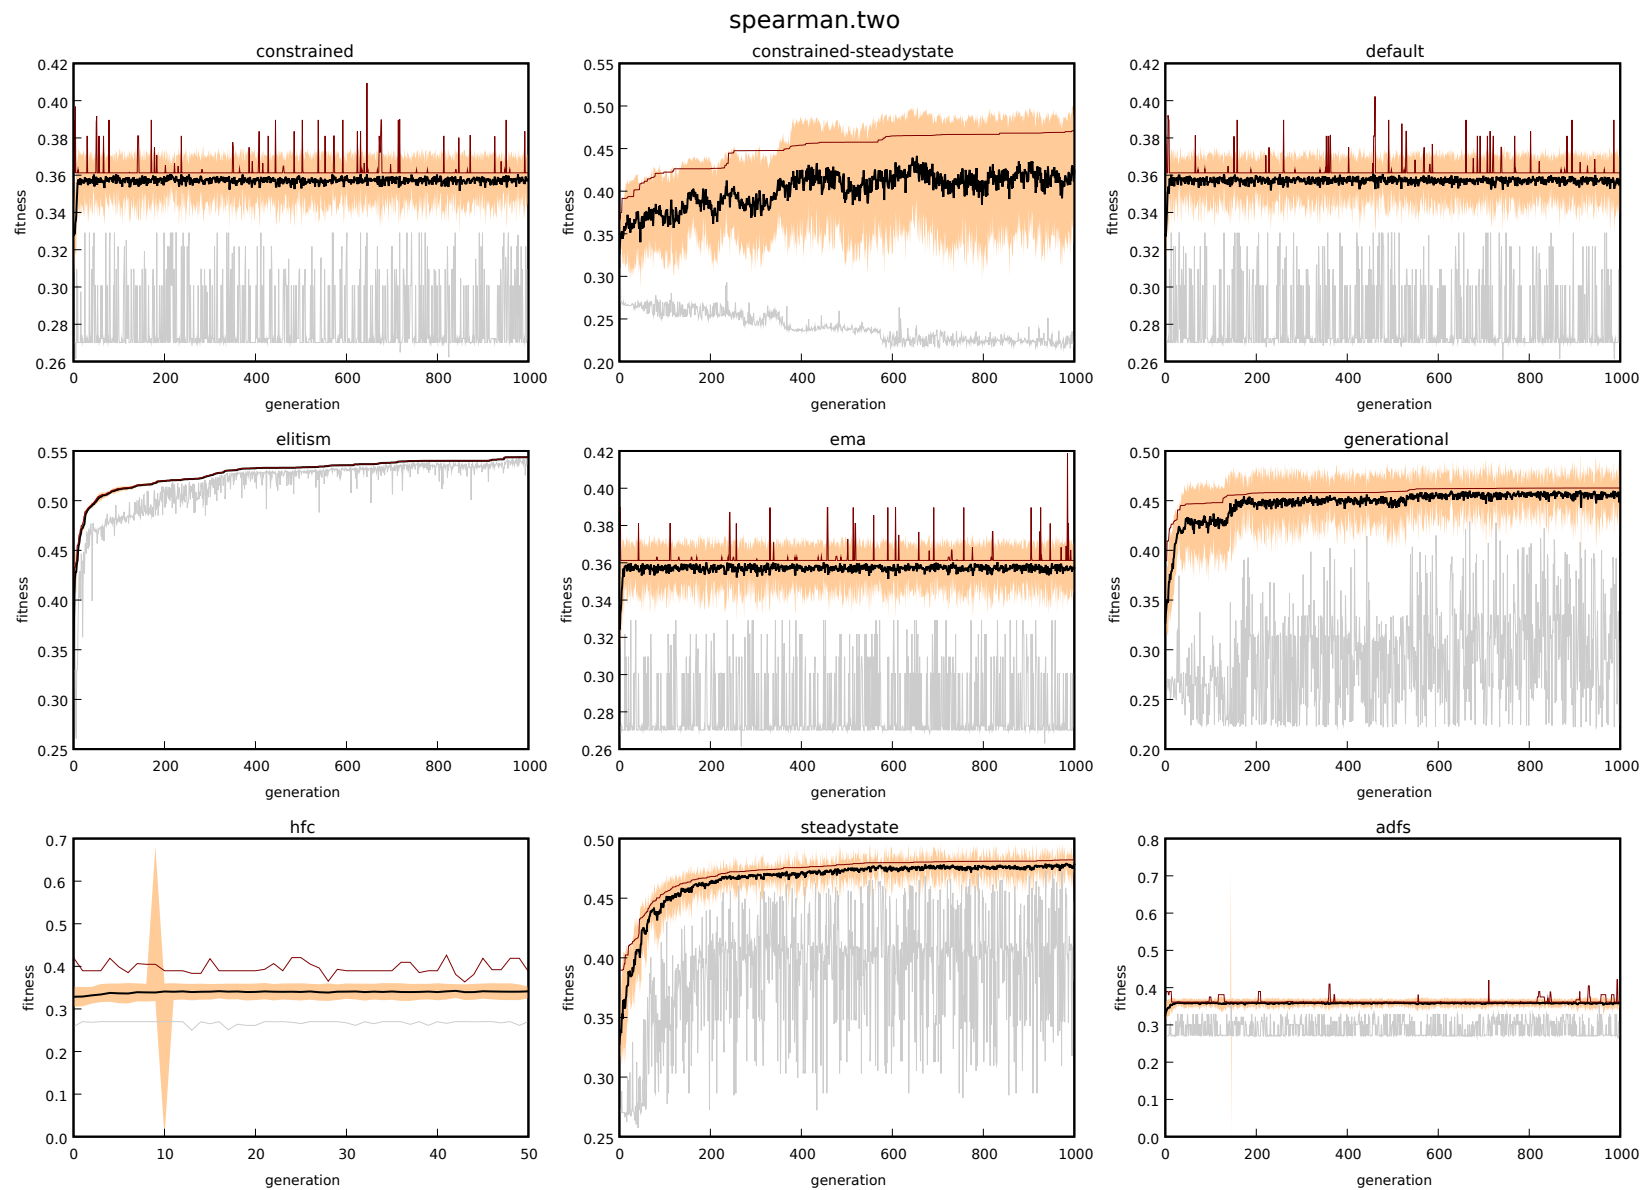 spearman.two
constrained
constrained-steadystate
default
0.42
0.40
0.38
0.36
0.34
0.32
0.30
0.28
0.26
fitness
0 200 400 600 800 1000
generation
0.55
0.50
0.45
0.40
0.35
0.30
0.25
0.20
fitness
0 200 400 600 800 1000
generation
0.42
0.40
0.38
0.36
0.34
0.32
0.30
0.28
0.26
fitness
0 200 400 600 800 1000
generation
elitism
ema
generational
0.55
0.50
0.45
0.40
0.35
0.30
0.25
fitness
0 200 400 600 800 1000
generation
0.42
0.40
0.38
0.36
0.34
0.32
0.30
0.28
0.26
fitness
0 200 400 600 800 1000
generation
0.50
0.45
0.40
0.35
0.30
0.25
0.20
fitness
0 200 400 600 800 1000
generation
hfc
steadystate
adfs
0.7
0.6
0.5
0.4
0.3
0.2
0.1
0.0
fitness
0 10 20 30 40 50
generation
0.50
0.45
0.40
0.35
0.30
0.25
fitness
0 200 400 600 800 1000
generation
0.8
0.7
0.6
0.5
0.4
0.3
0.2
0.1
0.0
fitness
0 200 400 600 800 1000
generation